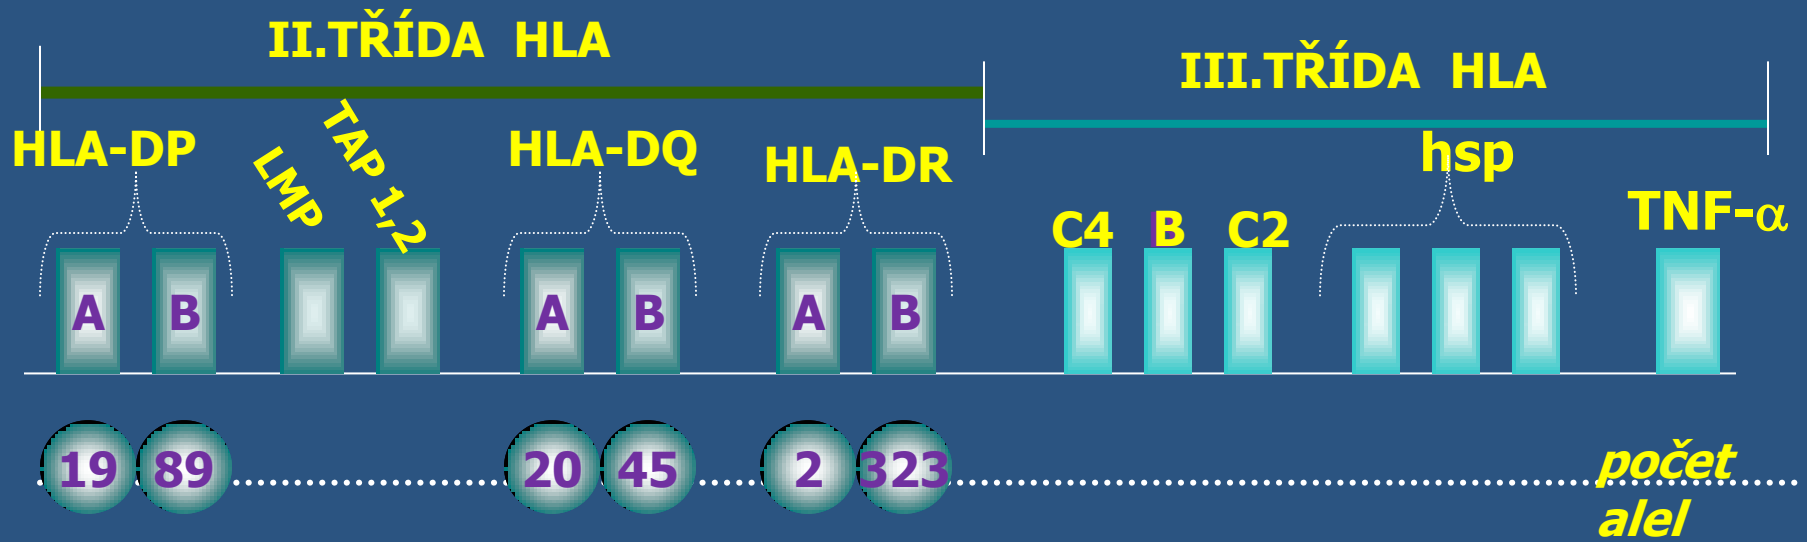 II.TŘÍDA HLA
III.TŘÍDA HLA
HLA-DP
LMP
TAP 1,2
HLA-DQ
HLA-DR
hsp
C4 B C2
TNF-α
A B A B A B
19 89 20 45 2 323
počet
alel